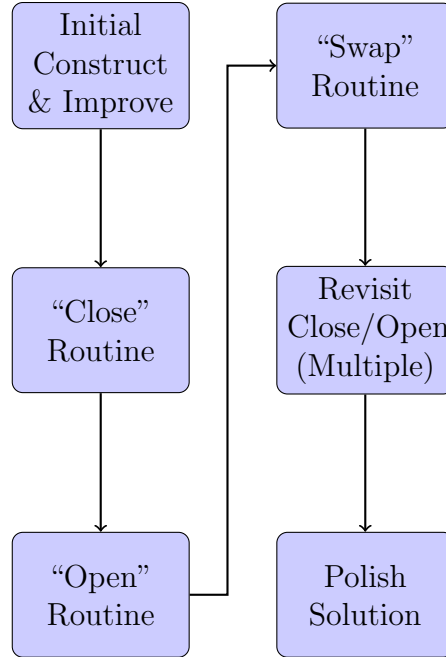 Initial
Construct
& Improve
“Close”
Routine
“Open”
Routine
“Swap”
Routine
Revisit
Close/Open
(Multiple)
Polish
Solution